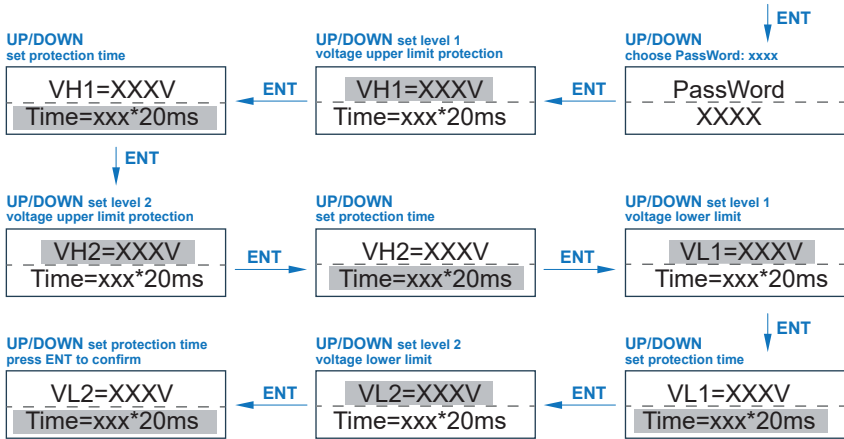 ENT
UP/DOWN
set protection time
VH1=XXXV
Time=xxx*20ms
ENT
UP/DOWN set level 1
voltage upper limit protection
VH1=XXXV
Time=xxx*20ms
ENT
UP/DOWN
choose PassWord: xxxx
PassWord
XXXX
ENT
UP/DOWN set level 2
voltage upper limit protection
VH2=XXXV
Time=xxx*20ms
ENT
UP/DOWN
set protection time
VH2=XXXV
Time=xxx*20ms
ENT
UP/DOWN set level 1
voltage lower limit
VL1=XXXV
Time=xxx*20ms
ENT
UP/DOWN set protection time
press ENT to confirm
VL2=XXXV
Time=xxx*20ms
ENT
UP/DOWN set level 2
voltage lower limit
VL2=XXXV
Time=xxx*20ms
ENT
UP/DOWN
set protection time
VL1=XXXV
Time=xxx*20ms